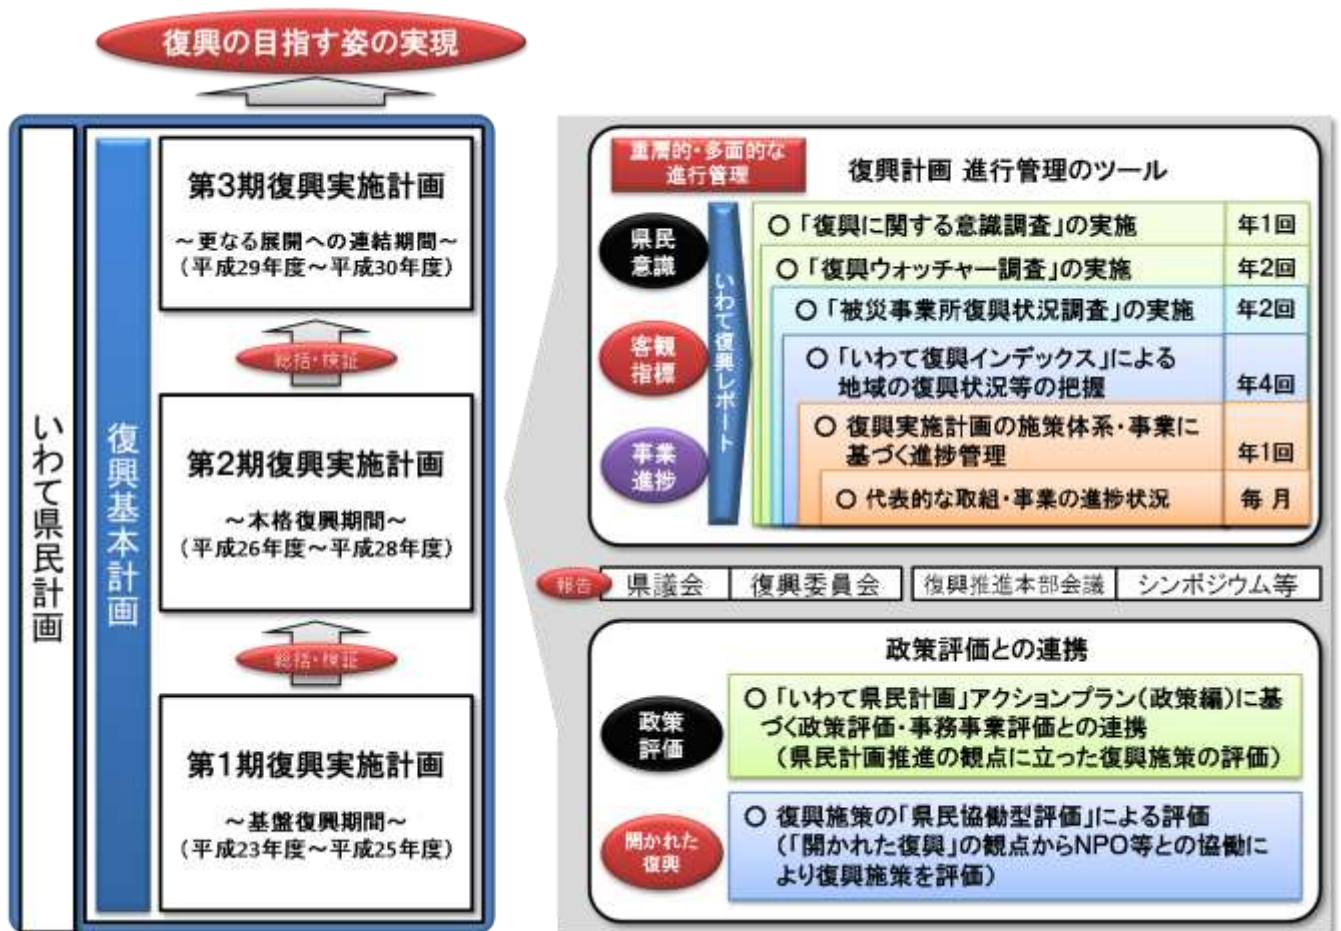 復興の目指す姿の実現
いわて県民計画
復興基本計画
第3期復興実施計画
～更なる展開への連結期間～
(平成29年度～平成30年度)
総括・検証
第2期復興実施計画
～本格復興期間～
(平成26年度～平成28年度)
総括・検証
第1期復興実施計画
～基盤復興期間～
(平成23年度～平成25年度)
重層的・多面的な
進行管理
復興計画 進行管理のツール
県民
意識
客観
指標
事業
進捗
いわて復興レポート
○「復興に関する意識調査」の実施 年1回
○「復興ウォッチャー調査」の実施 年2回
○「被災事業所復興状況調査」の実施 年2回
○「いわて復興インデックス」による
地域の復興状況等の把握 年4回
○ 復興実施計画の施策体系・事業に
基づく進捗管理 年1回
○ 代表的な取組・事業の進捗状況 毎 月
報告 県議会 復興委員会 復興推進本部会議 シンポジウム等
政策評価との連携
政策
評価
○「いわて県民計画」アクションプラン(政策編)に基
づく政策評価・事務事業評価との連携
(県民計画推進の観点に立った復興施策の評価)
開かれた
復興
○ 復興施策の「県民協働型評価」による評価
(「開かれた復興」の観点からNPO等との協働に
より復興施策を評価)